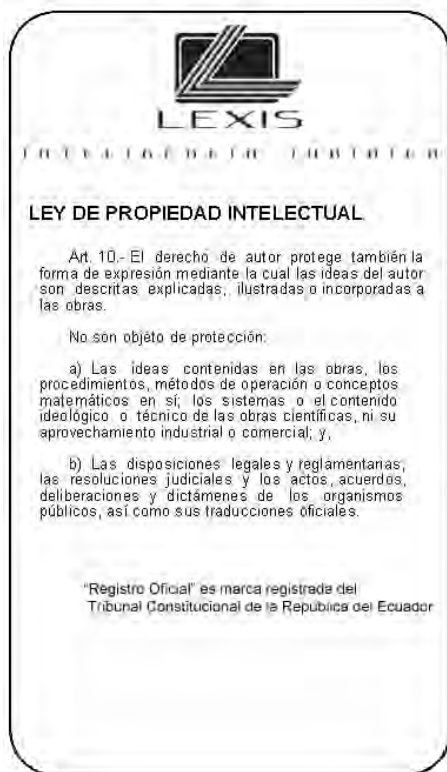 LEXIS
INTELIGENCIA JURIDICA
LEY DE PROPIEDAD INTELECTUAL
Art. 10.- El derecho de autor protege también la
forma de expresión mediante la cual las ideas del autor
son descritas explicadas, ilustradas o incorporadas a
las obras.
No son objeto de protección:
a) Las ideas contenidas en las obras, los
procedimientos, métodos de operación o conceptos
matemáticos en sí; los sistemas o el contenido
ideológico o técnico de las obras científicas, ni su
aprovechamiento industrial o comercial; y,
b) Las disposiciones legales y reglamentarias,
las resoluciones judiciales y los actos, acuerdos,
deliberaciones y dictámenes de los organismos
públicos, así como sus traducciones oficiales.
"Registro Oficial" es marca registrada del
Tribunal Constitucional de la República del Ecuador